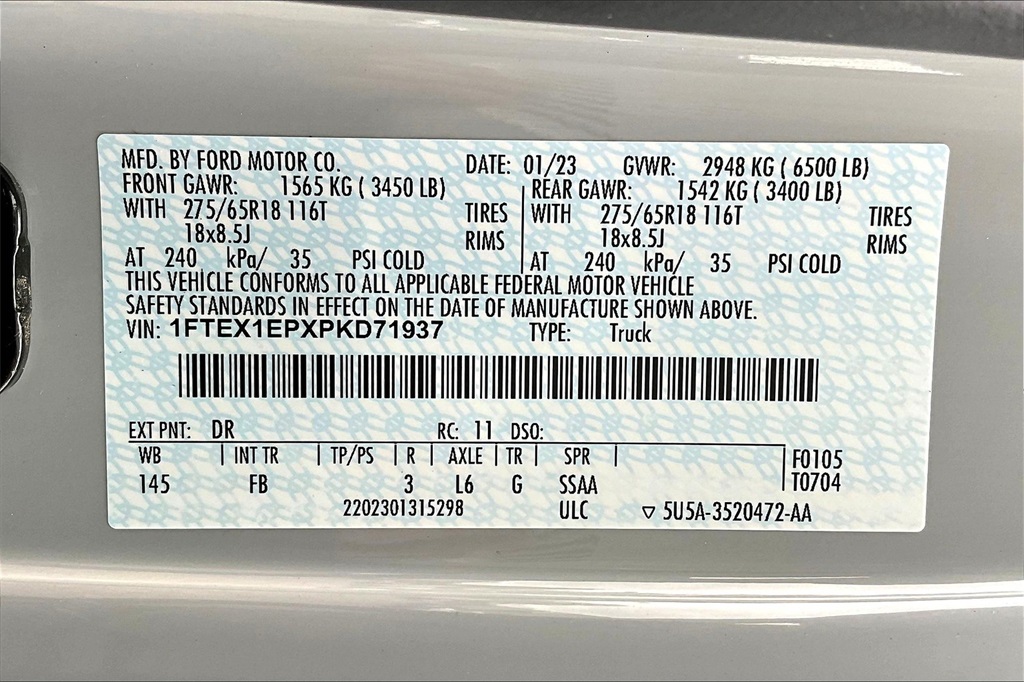 MFD. BY FORD MOTOR CO. DATE: 01/23 GVWR: 2948 KG ( 6500 LB)
FRONT GAWR: 1565 KG ( 3450 LB) REAR GAWR: 1542 KG ( 3400 LB)
WITH 275/65R18 116T TIRES WITH 275/65R18 116T TIRES
18x8.5J RIMS 18x8.5J RIMS
AT 240 kPa/ 35 PSI COLD AT 240 kPa/ 35 PSI COLD
THIS VEHICLE CONFORMS TO ALL APPLICABLE FEDERAL MOTOR VEHICLE
SAFETY STANDARDS IN EFFECT ON THE DATE OF MANUFACTURE SHOWN ABOVE.
VIN: 1FTEX1EPXPKD71937 TYPE: Truck
EXT PNT: DR RC: 11 DSO:
WB | INT TR | TP/PS | R | AXLE | TR | SPR | F0105
145 FB 3 L6 G SSAA T0704
2202301315298 ULC ▽ 5U5A-3520472-AA